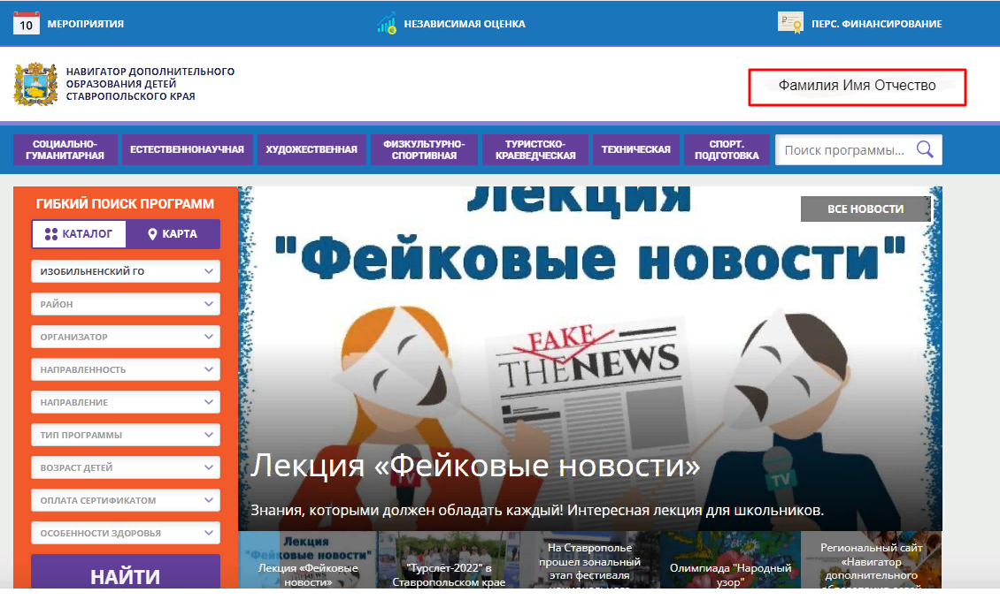 10 МЕРОПРИЯТИЯ
НЕЗАВИСИМАЯ ОЦЕНКА
ПЕРС. ФИНАНСИРОВАНИЕ
НАВИГАТОР ДОПОЛНИТЕЛЬНОГО
ОБРАЗОВАНИЯ ДЕТЕЙ
СТАВРОПОЛЬСКОГО КРАЯ
Фамилия Имя Отчество
СОЦИАЛЬНО-
ГУМАНИТАРНАЯ
ЕСТЕСТВЕННОНАУЧНАЯ
ХУДОЖЕСТВЕННАЯ
ФИЗКУЛЬТУРНО-
СПОРТИВНАЯ
ТУРИСТСКО-
КРАЕВЕДЧЕСКАЯ
ТЕХНИЧЕСКАЯ
СПОРТ.
ПОДГОТОВКА
Поиск программы...
ГИБКИЙ ПОИСК ПРОГРАММ
КАТАЛОГ
КАРТА
ИЗОБИЛЬНЕНСКИЙ ГО
РАЙОН
ОРГАНИЗАТОР
НАПРАВЛЕННОСТЬ
НАПРАВЛЕНИЕ
ТИП ПРОГРАММЫ
ВОЗРАСТ ДЕТЕЙ
ОПЛАТА СЕРТИФИКАТОМ
ОСОБЕННОСТИ ЗДОРОВЬЯ
НАЙТИ
Лекция
"Фейковые новости"
ВСЕ НОВОСТИ
FAKE
THE NEWS
TV
TV
Лекция «Фейковые новости»
Знания, которыми должен обладать каждый! Интересная лекция для школьников.
Лекция
"Фейковые новости"
Лекция «Фейковые
новости»
"Турслёт-2022" в
Ставропольском крае
На Ставрополье
прошел зональный
этап фестиваля
национального
Олимпиада "Народный
узор"
Региональный сайт
«Навигатор
дополнительного
образования детей